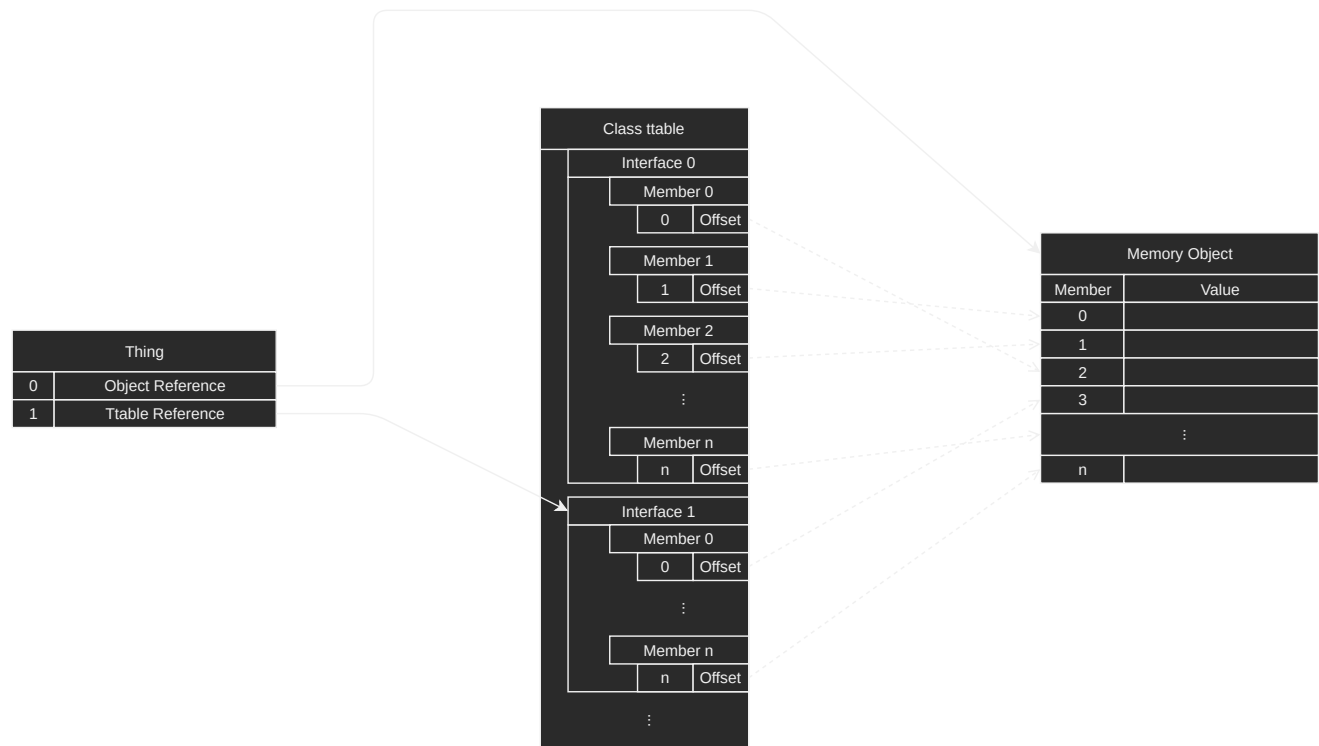 Thing
0 Object Reference
1 Ttable Reference
Class ttable
Interface 0
Member 0
0 Offset
Member 1
1 Offset
Member 2
2 Offset
⋮
Member n
n Offset
Interface 1
Member 0
0 Offset
⋮
Member n
n Offset
⋮
Memory Object
Member Value
0
1
2
3
⋮
n